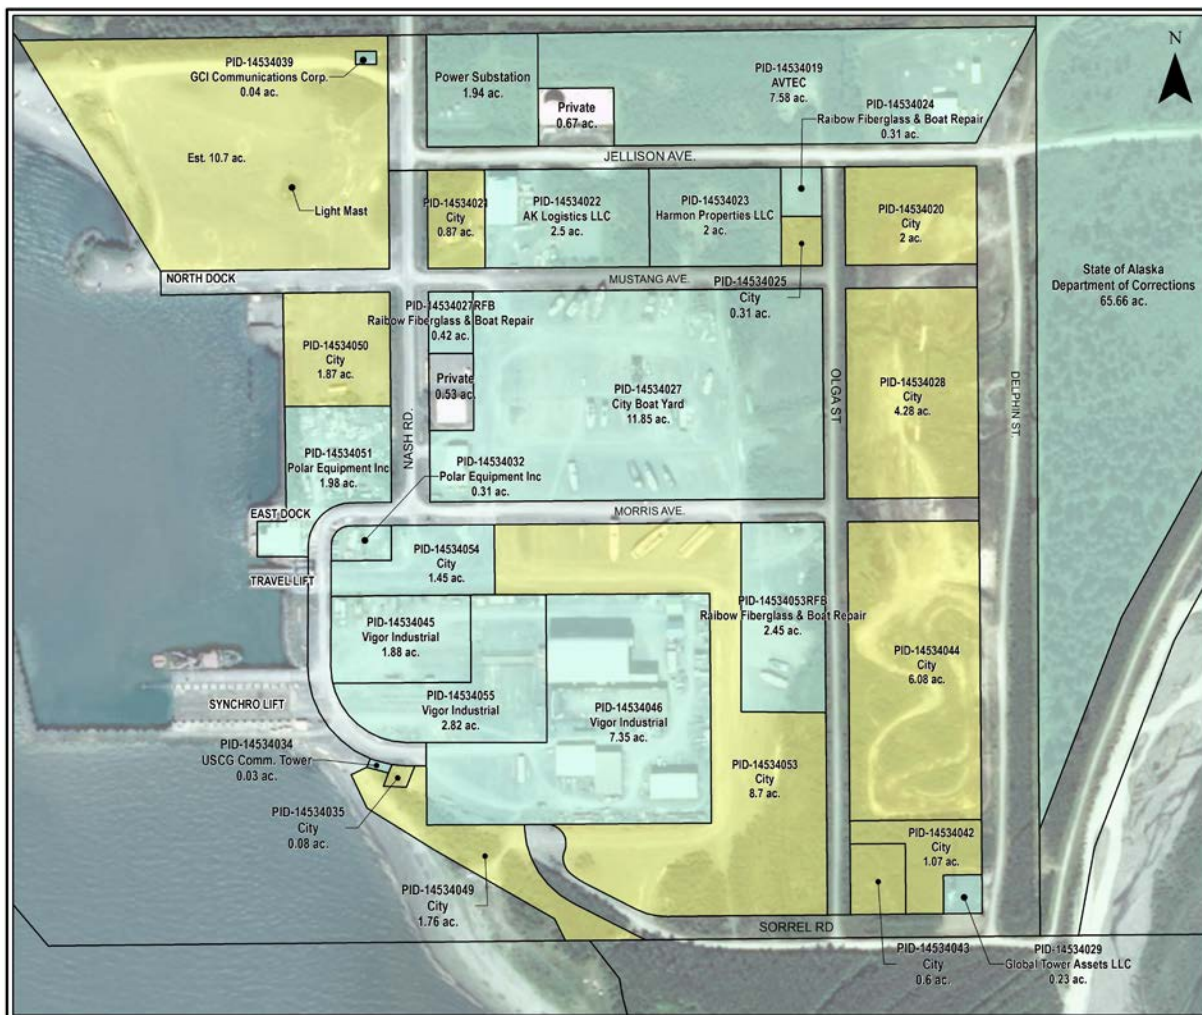 N
PID-14534039
GCI Communications Corp.
0.04 ac.
Est. 10.7 ac.
Light Mast
Power Substation
1.94 ac.
Private
0.67 ac.
PID-14534019
AVTEC
7.58 ac.
PID-14534024
Raibow Fiberglass & Boat Repair
0.31 ac.
JELLISON AVE.
PID-14534021
City
0.87 ac.
PID-14534022
AK Logistics LLC
2.5 ac.
PID-14534023
Harmon Properties LLC
2 ac.
PID-14534020
City
2 ac.
State of Alaska
Department of Corrections
65.66 ac.
NORTH DOCK
MUSTANG AVE.
PID-14534025
City
0.31 ac.
PID-14534027RFB
Raibow Fiberglass & Boat Repair
0.42 ac.
PID-14534050
City
1.87 ac.
Private
0.53 ac.
PID-14534027
City Boat Yard
11.85 ac.
OLGA ST
PID-14534028
City
4.28 ac.
DELPHIN ST.
NASH RD.
PID-14534051
Polar Equipment Inc
1.98 ac.
PID-14534032
Polar Equipment Inc
0.31 ac.
EAST DOCK
MORRIS AVE.
PID-14534054
City
1.45 ac.
TRAVEL LIFT
PID-14534045
Vigor Industrial
1.88 ac.
PID-14534053RFB
Raibow Fiberglass & Boat Repair
2.45 ac.
PID-14534044
City
6.08 ac.
SYNCHRO LIFT
PID-14534055
Vigor Industrial
2.82 ac.
PID-14534046
Vigor Industrial
7.35 ac.
PID-14534034
USCG Comm. Tower
0.03 ac.
PID-14534053
City
8.7 ac.
PID-14534035
City
0.08 ac.
PID-14534042
City
1.07 ac.
PID-14534049
City
1.76 ac.
SORREL RD
PID-14534043
City
0.6 ac.
PID-14534029
Global Tower Assets LLC
0.23 ac.